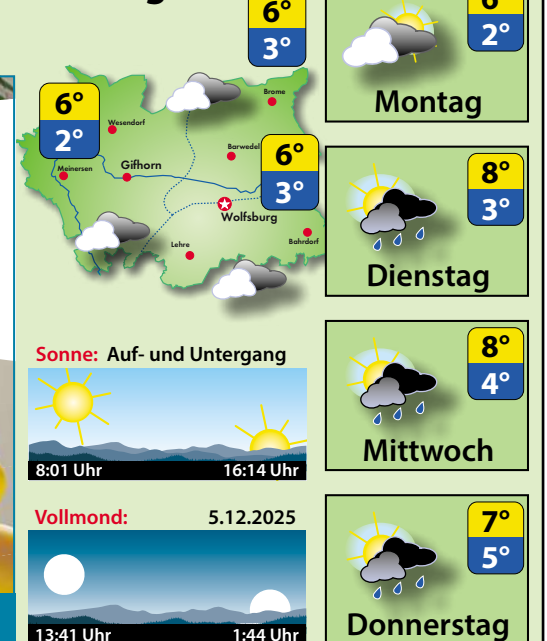 6°
3°
6°
2°
Brome
Wesendorf
Barwedel
6°
3°
Meinersen
Gifhorn
Wolfsburg
Lehre
Bahrdorf
Sonne: Auf- und Untergang
8:01 Uhr 16:14 Uhr
Vollmond: 5.12.2025
13:41 Uhr 1:44 Uhr
2°
Montag
8°
3°
Dienstag
8°
4°
Mittwoch
7°
5°
Donnerstag